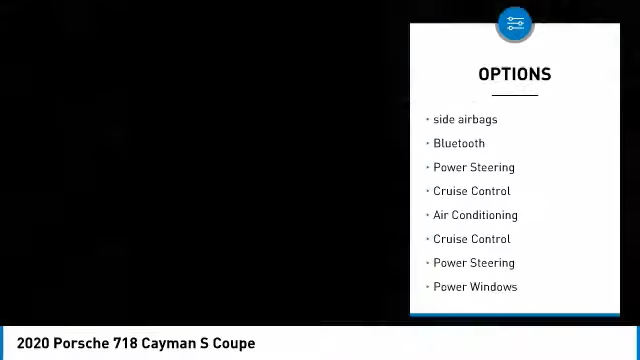 OPTIONS
· side airbags
· Bluetooth
· Power Steering
· Cruise Control
· Air Conditioning
· Cruise Control
· Power Steering
· Power Windows
2020 Porsche 718 Cayman S Coupe